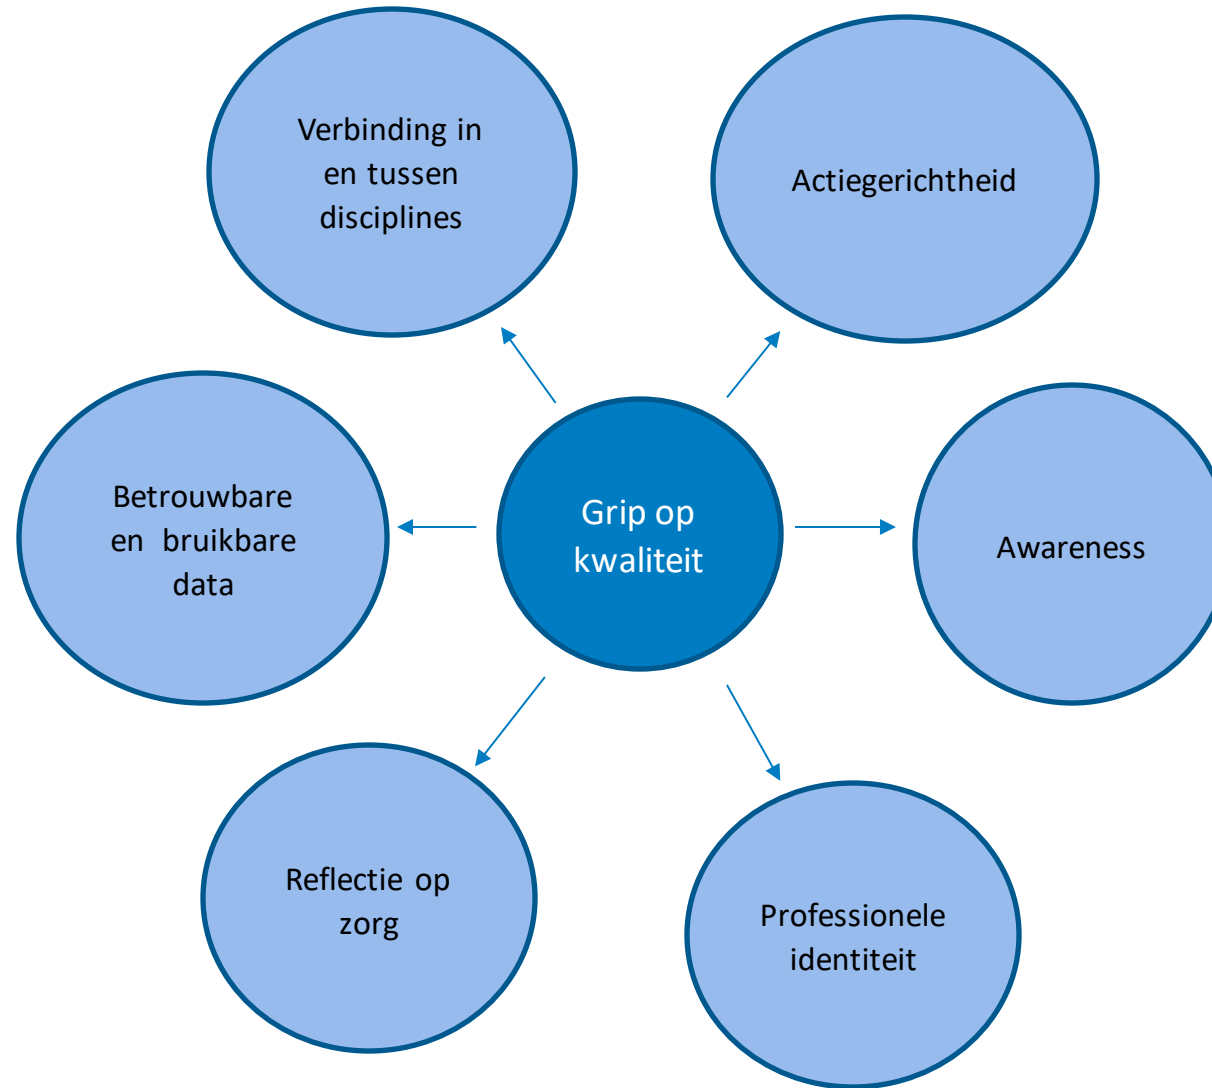 Verbinding in
en tussen
disciplines
Actiegerichtheid
Betrouwbare
en bruikbare
data
Grip op
kwaliteit
Awareness
Reflectie op
zorg
Professionele
identiteit